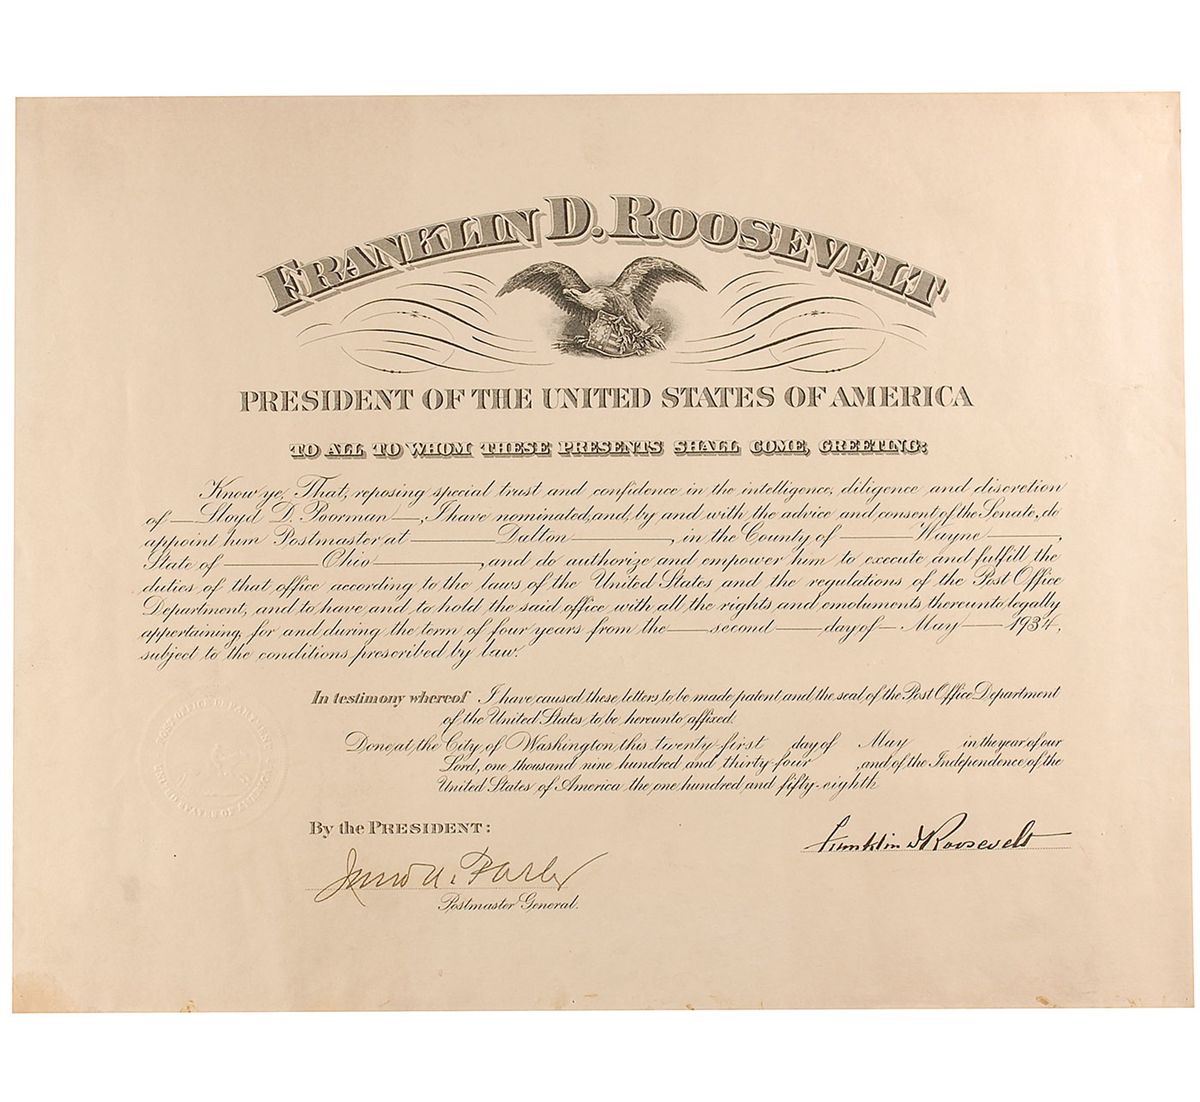 FRANKLIN D. ROOSEVELT
PRESIDENT OF THE UNITED STATES OF AMERICA
TO ALL TO WHOM THESE PRESENTS SHALL COME, GREETING:
Know ye, That, reposing special trust and confidence in the intelligence, diligence and discretion
of — Lloyd D. Poorman —, I have nominated, and, by and with the advice and consent of the Senate, do
appoint him Postmaster at — Dalton —, in the County of — Wayne —,
State of — Ohio —, and do authorize and empower him to execute and fulfill the
duties of that office according to the laws of the United States and the regulations of the Post Office
Department, and to have and to hold the said office with all the rights and emoluments thereunto legally
appertaining, for and during the term of four years from the — second — day of — May — 1934,
subject to the conditions prescribed by law.
In testimony whereof I have caused these letters to be made patent and the seal of the Post Office Department
of the United States to be hereunto affixed.
Done at the City of Washington this twenty-first day of May in the year of our
Lord, one thousand nine hundred and thirty-four, and of the Independence of the
United States of America the one hundred and fifty-eighth
POST OFFICE DEPARTMENT
UNITED STATES OF AMERICA
By the PRESIDENT:
Franklin D Roosevelt
James A. Farley
Postmaster General.